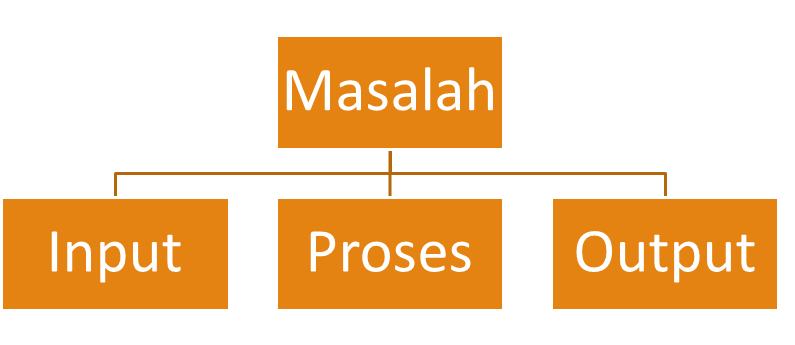 Masalah
Input
Proses
Output